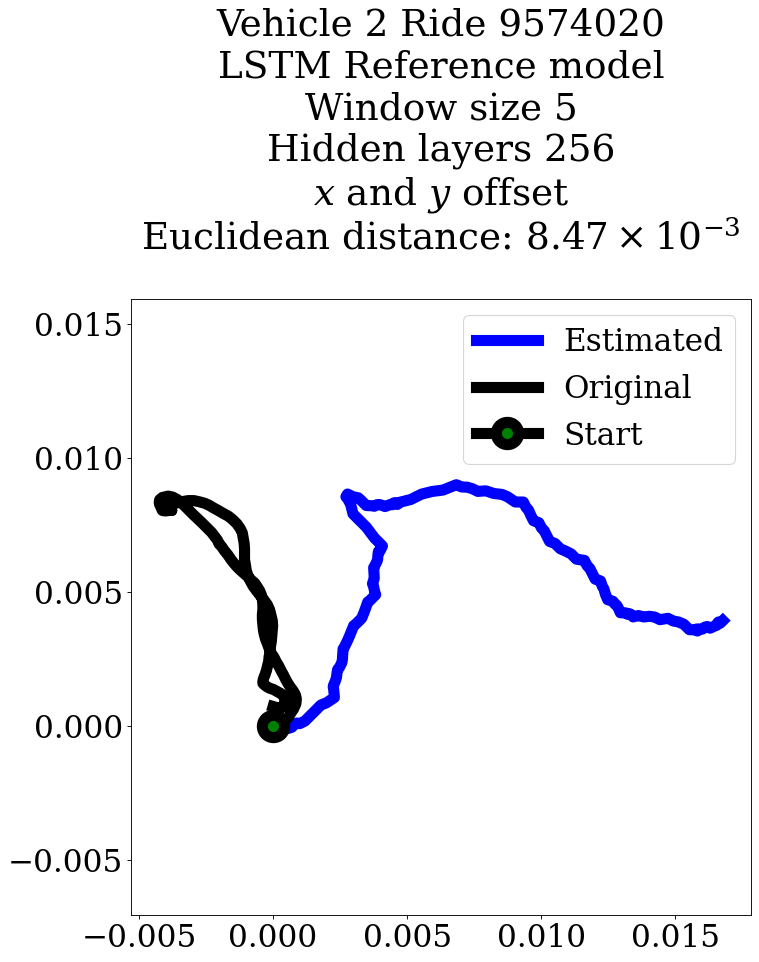 Vehicle 2 Ride 9574020
LSTM Reference model
Window size 5
Hidden layers 256
x and y offset
Euclidean distance: 8.47 × 10⁻³
0.015
0.010
0.005
0.000
−0.005
Estimated
Original
Start
−0.005 0.000 0.005 0.010 0.015